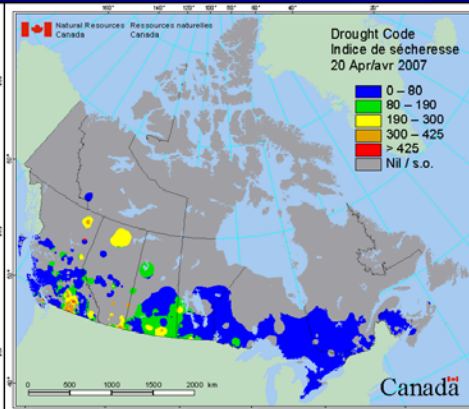 Natural Resources Ressources naturelles
Canada Canada
Drought Code
Indice de sécheresse
20 Apr/avr 2007
0 – 80
80 – 190
190 – 300
300 – 425
> 425
Nil / s.o.
0 500 1000 1500 2000 km
Canada